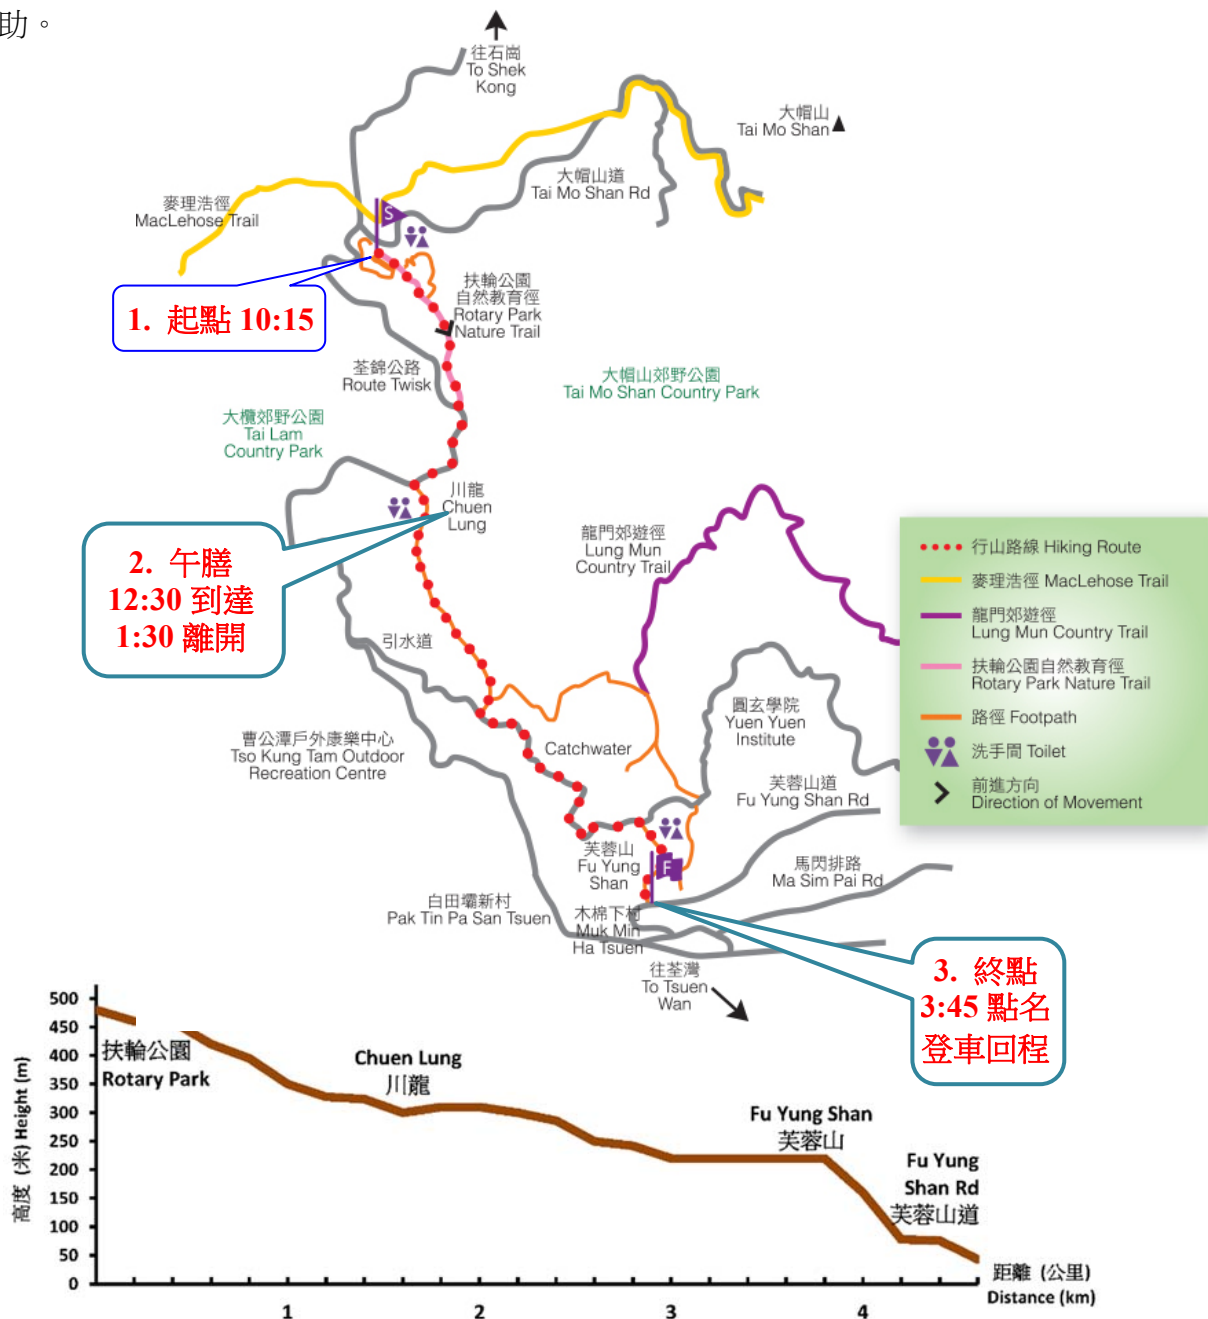 助。
往石崗
To Shek
Kong
大帽山
Tai Mo Shan
大帽山道
Tai Mo Shan Rd
麥理浩徑
MacLehose Trail
S
扶輪公園
自然教育徑
Rotary Park
Nature Trail
1. 起點 10:15
荃錦公路
Route Twisk
大帽山郊野公園
Tai Mo Shan Country Park
大欖郊野公園
Tai Lam
Country Park
川龍
Chuen
Lung
2. 午膳
12:30 到達
1:30 離開
龍門郊遊徑
Lung Mun
Country Trail
行山路線 Hiking Route
麥理浩徑 MacLehose Trail
龍門郊遊徑
Lung Mun Country Trail
扶輪公園自然教育徑
Rotary Park Nature Trail
路徑 Footpath
洗手間 Toilet
前進方向
Direction of Movement
引水道
圓玄學院
Yuen Yuen
Institute
曹公潭戶外康樂中心
Tso Kung Tam Outdoor
Recreation Centre
Catchwater
芙蓉山道
Fu Yung Shan Rd
芙蓉山
Fu Yung
Shan
F
馬閃排路
Ma Sim Pai Rd
白田壩新村
Pak Tin Pa San Tsuen
木棉下村
Muk Min
Ha Tsuen
往荃灣
To Tsuen
Wan
3. 終點
3:45 點名
登車回程
500
450
400
350
300
250
200
150
100
50
0
高度 (米) Height (m)
扶輪公園
Rotary Park
Chuen Lung
川龍
Fu Yung Shan
芙蓉山
Fu Yung
Shan Rd
芙蓉山道
1
2
3
4
距離 (公里)
Distance (km)